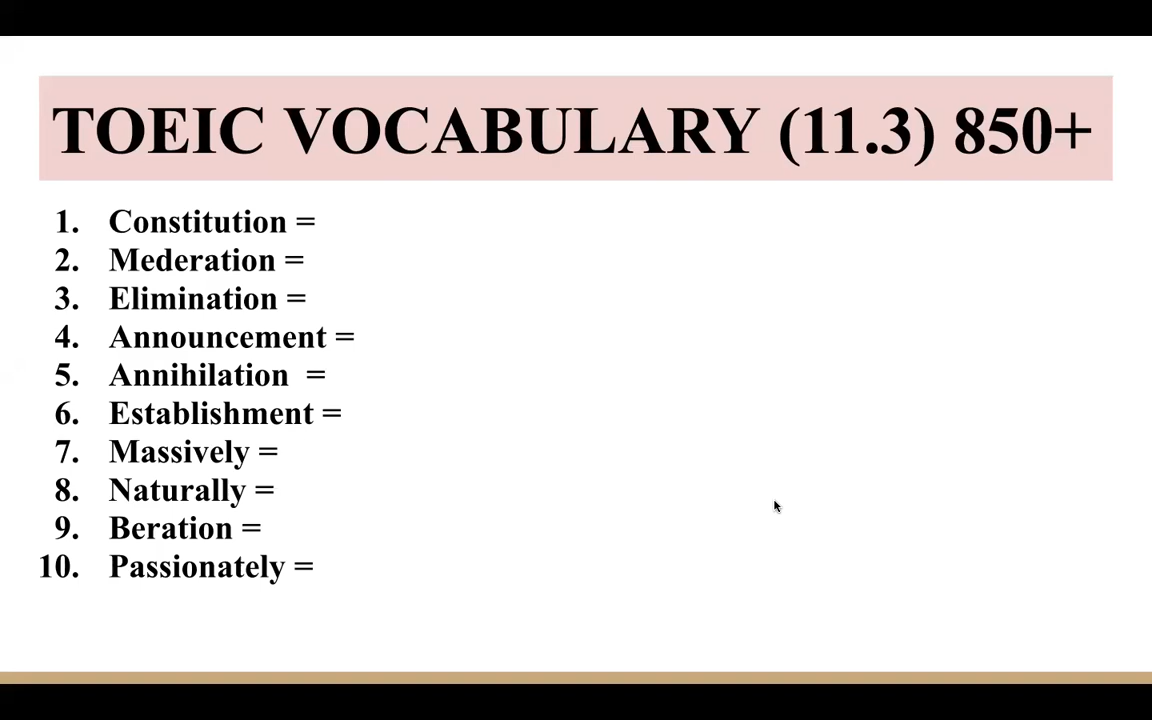 TOEIC VOCABULARY (11.3) 850+
1. Constitution =
2. Mederation =
3. Elimination =
4. Announcement =
5. Annihilation =
6. Establishment =
7. Massively =
8. Naturally =
9. Beration =
10. Passionately =